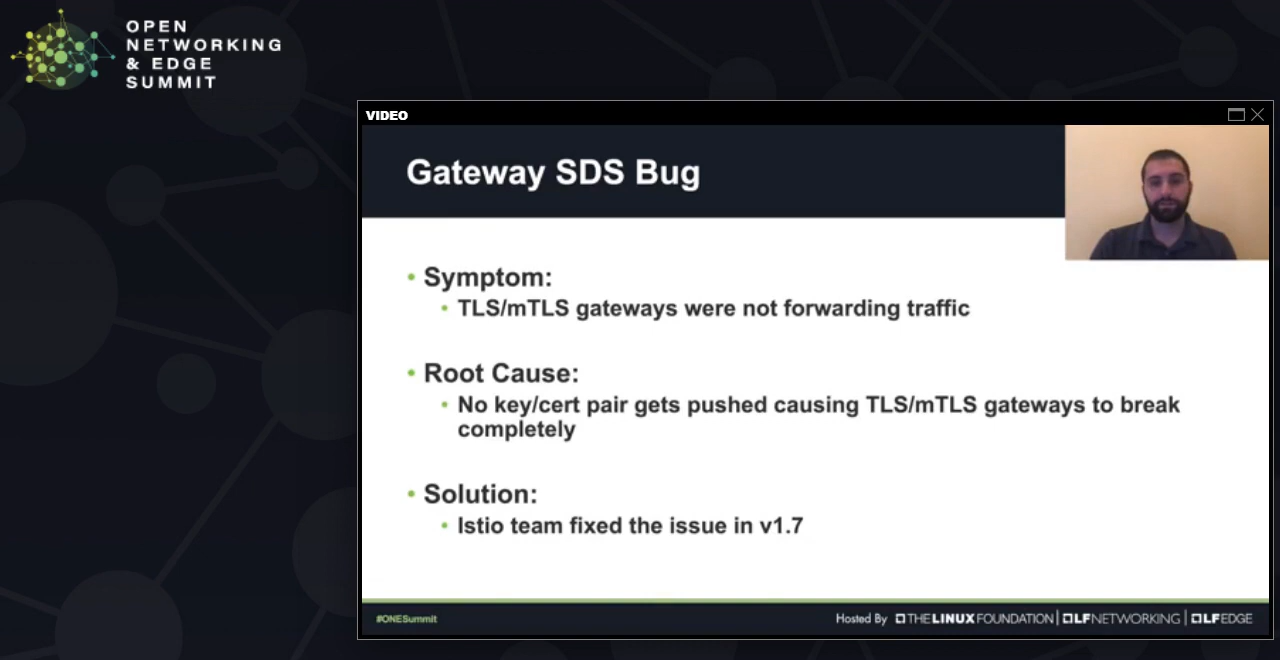 OPEN
NETWORKING
& EDGE
SUMMIT
VIDEO
Gateway SDS Bug
• Symptom:
• TLS/mTLS gateways were not forwarding traffic
• Root Cause:
• No key/cert pair gets pushed causing TLS/mTLS gateways to break
completely
• Solution:
• Istio team fixed the issue in v1.7
#ONESummit
Hosted By THE LINUX FOUNDATION | LF NETWORKING | LF EDGE